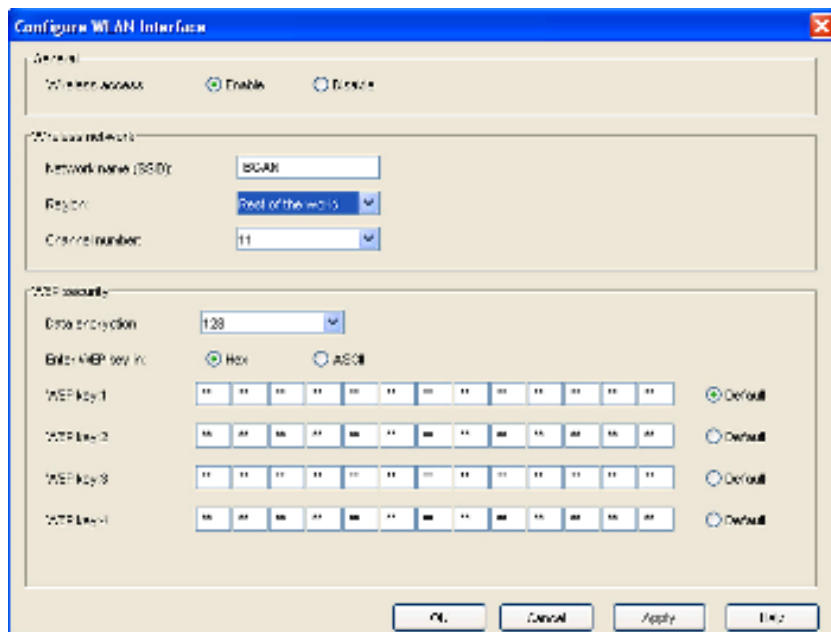 Configure WLAN Interface
General
Wireless access Enable Disable
Wireless network
Network name (SSID): BCAN
Region: Rest of the world
Channel number: 11
WEP security
Data encryption 128
Enter WEP key in: Hex ASCII
WEP key 1 ** ** ** ** ** ** ** ** ** ** ** ** ** Default
WEP key 2 ** ** ** ** ** ** ** ** ** ** ** ** ** Default
WEP key 3 ** ** ** ** ** ** ** ** ** ** ** ** ** Default
WEP key 4 ** ** ** ** ** ** ** ** ** ** ** ** ** Default
OK Cancel Apply Help